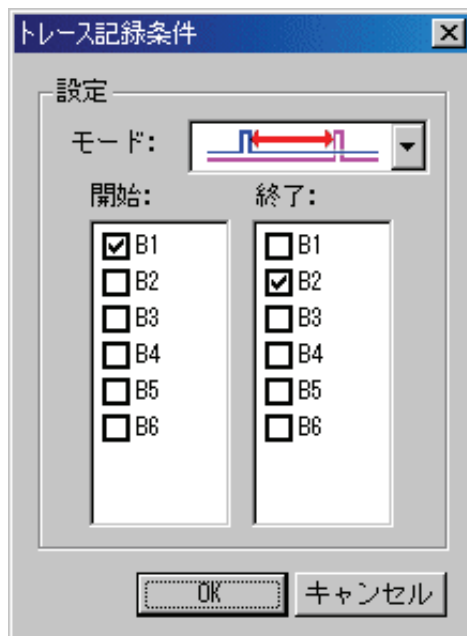 トレース記録条件
設定
モード:
開始: 終了:
B1 B1
B2 B2
B3 B3
B4 B4
B5 B5
B6 B6
OK キャンセル